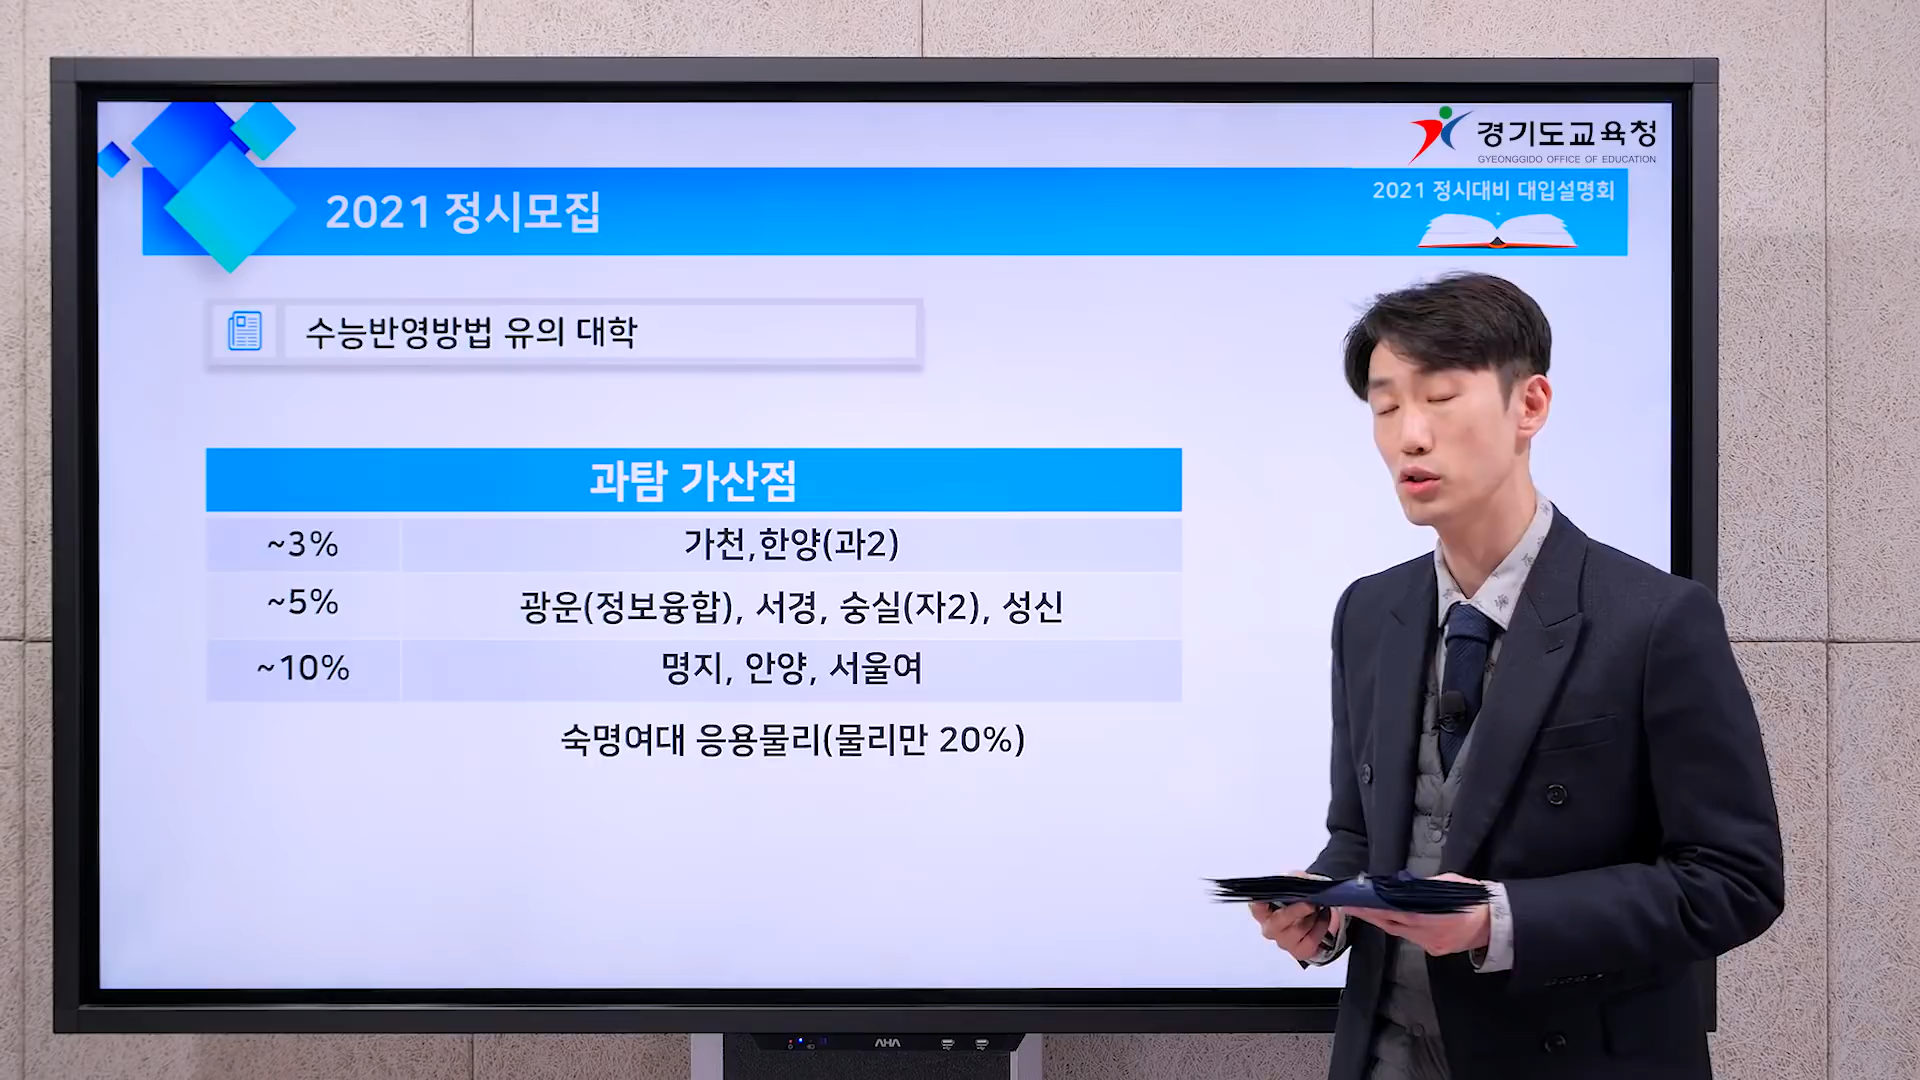 경기도교육청
GYEONGGIDO OFFICE OF EDUCATION
2021 정시대비 대입설명회
2021 정시모집
수능반영방법 유의 대학
과탐 가산점
~3% 가천,한양(과2)
~5% 광운(정보융합), 서경, 숭실(자2), 성신
~10% 명지, 안양, 서울여
숙명여대 응용물리(물리만 20%)
AHA